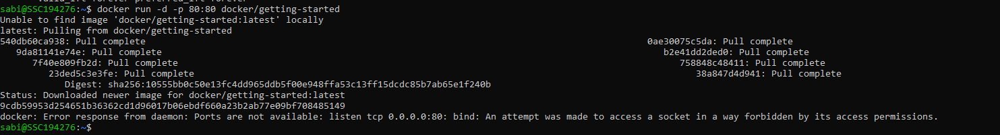 valid_lft forever preferred_lft forever
sabi@SSC194276:~$ docker run -d -p 80:80 docker/getting-started
Unable to find image 'docker/getting-started:latest' locally
latest: Pulling from docker/getting-started
540db60ca938: Pull complete 0ae30075c5da: Pull complete
9da81141e74e: Pull complete b2e41dd2ded0: Pull complete
7f40e809fb2d: Pull complete 758848c48411: Pull complete
23ded5c3e3fe: Pull complete 38a847d4d941: Pull complete
Digest: sha256:10555bb0c50e13fc4dd965ddb5f00e948ffa53c13ff15dcdc85b7ab65e1f240b
Status: Downloaded newer image for docker/getting-started:latest
9cdb59953d254651b36362cd1d96017b06ebdf660a23b2ab77e09bf708485149
docker: Error response from daemon: Ports are not available: listen tcp 0.0.0.0:80: bind: An attempt was made to access a socket in a way forbidden by its access permissions.
sabi@SSC194276:~$